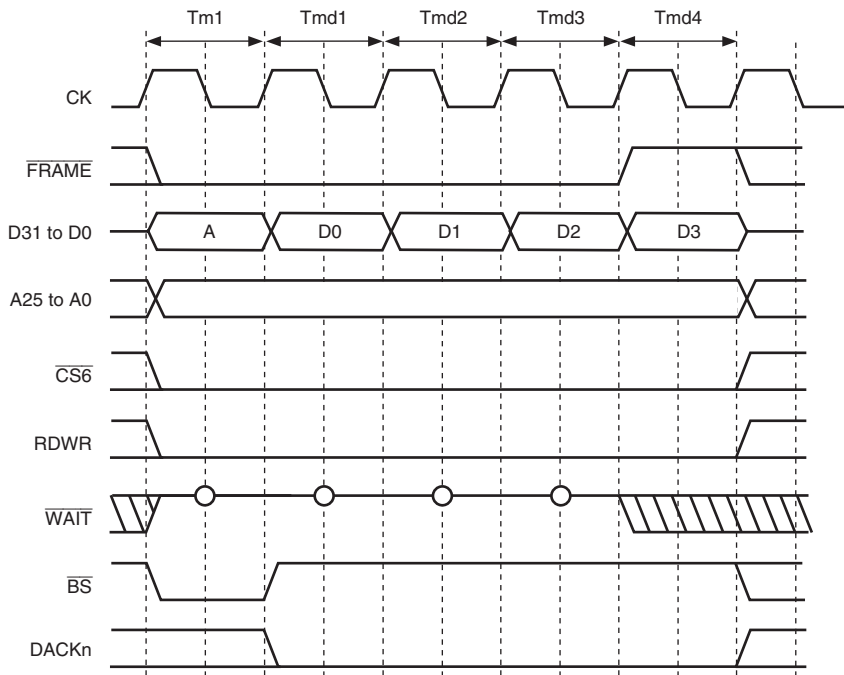 Tm1 Tmd1 Tmd2 Tmd3 Tmd4
CK
FRAME
D31 to D0 A D0 D1 D2 D3
A25 to A0
CS6
RDWR
WAIT
BS
DACKn